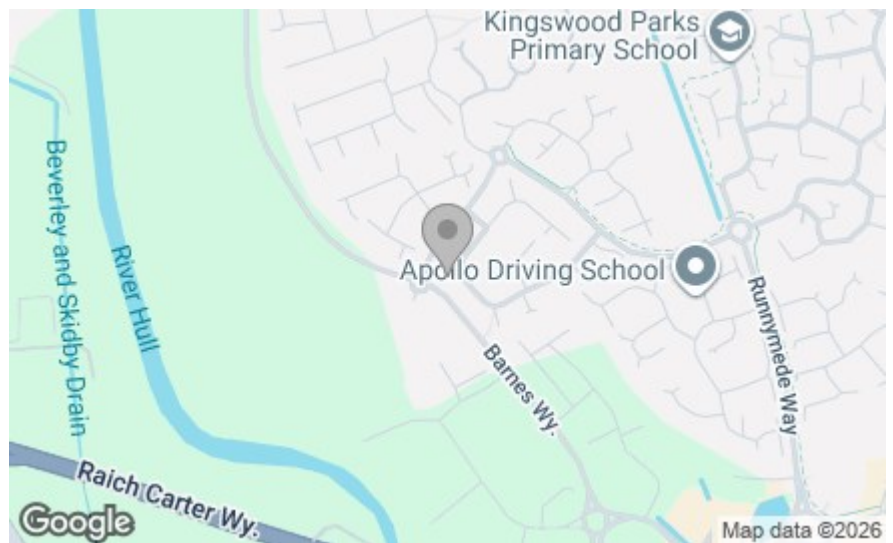 Kingswood Parks
Primary School
Beverley and Skidby Drain
River Hull
Apollo Driving School
Runnymede Way
Barnes Wy.
Raich Carter Wy.
Google
Map data ©2026